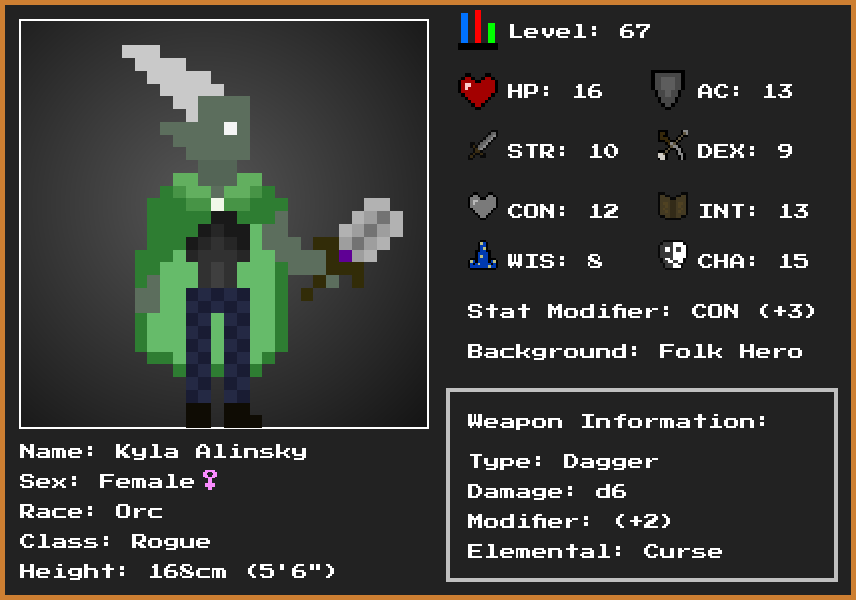 Level: 67
HP: 16 AC: 13
STR: 10 DEX: 9
CON: 12 INT: 13
WIS: 8 CHA: 15
Stat Modifier: CON (+3)
Background: Folk Hero
Weapon Information:
Type: Dagger
Damage: d6
Modifier: (+2)
Elemental: Curse
Name: Kyla Alinsky
Sex: Female♀
Race: Orc
Class: Rogue
Height: 168cm (5'6")